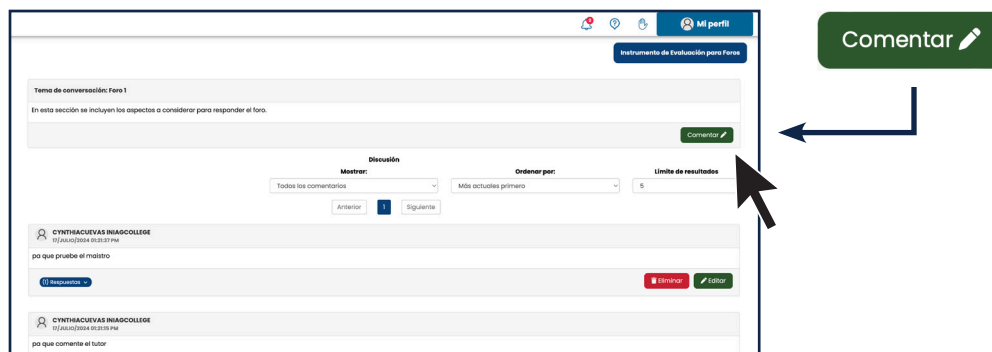 2
Mi perfil
Comentar
Instrumento de Evaluación para Foros
Tema de conversación: Foro 1
En esta sección se incluyen los aspectos a considerar para responder el foro.
Comentar
Discusión
Mostrar: Ordenar por: Límite de resultados
Todos los comentarios Más actuales primero 5
Anterior 1 Siguiente
CYNTHIACUEVAS INIAGCOLLEGE
17/JULIO/2024 01:21:37 PM
pa que pruebe el maistro
(1) Respuestas Eliminar Editar
CYNTHIACUEVAS INIAGCOLLEGE
17/JULIO/2024 01:21:15 PM
pa que comente el tutor